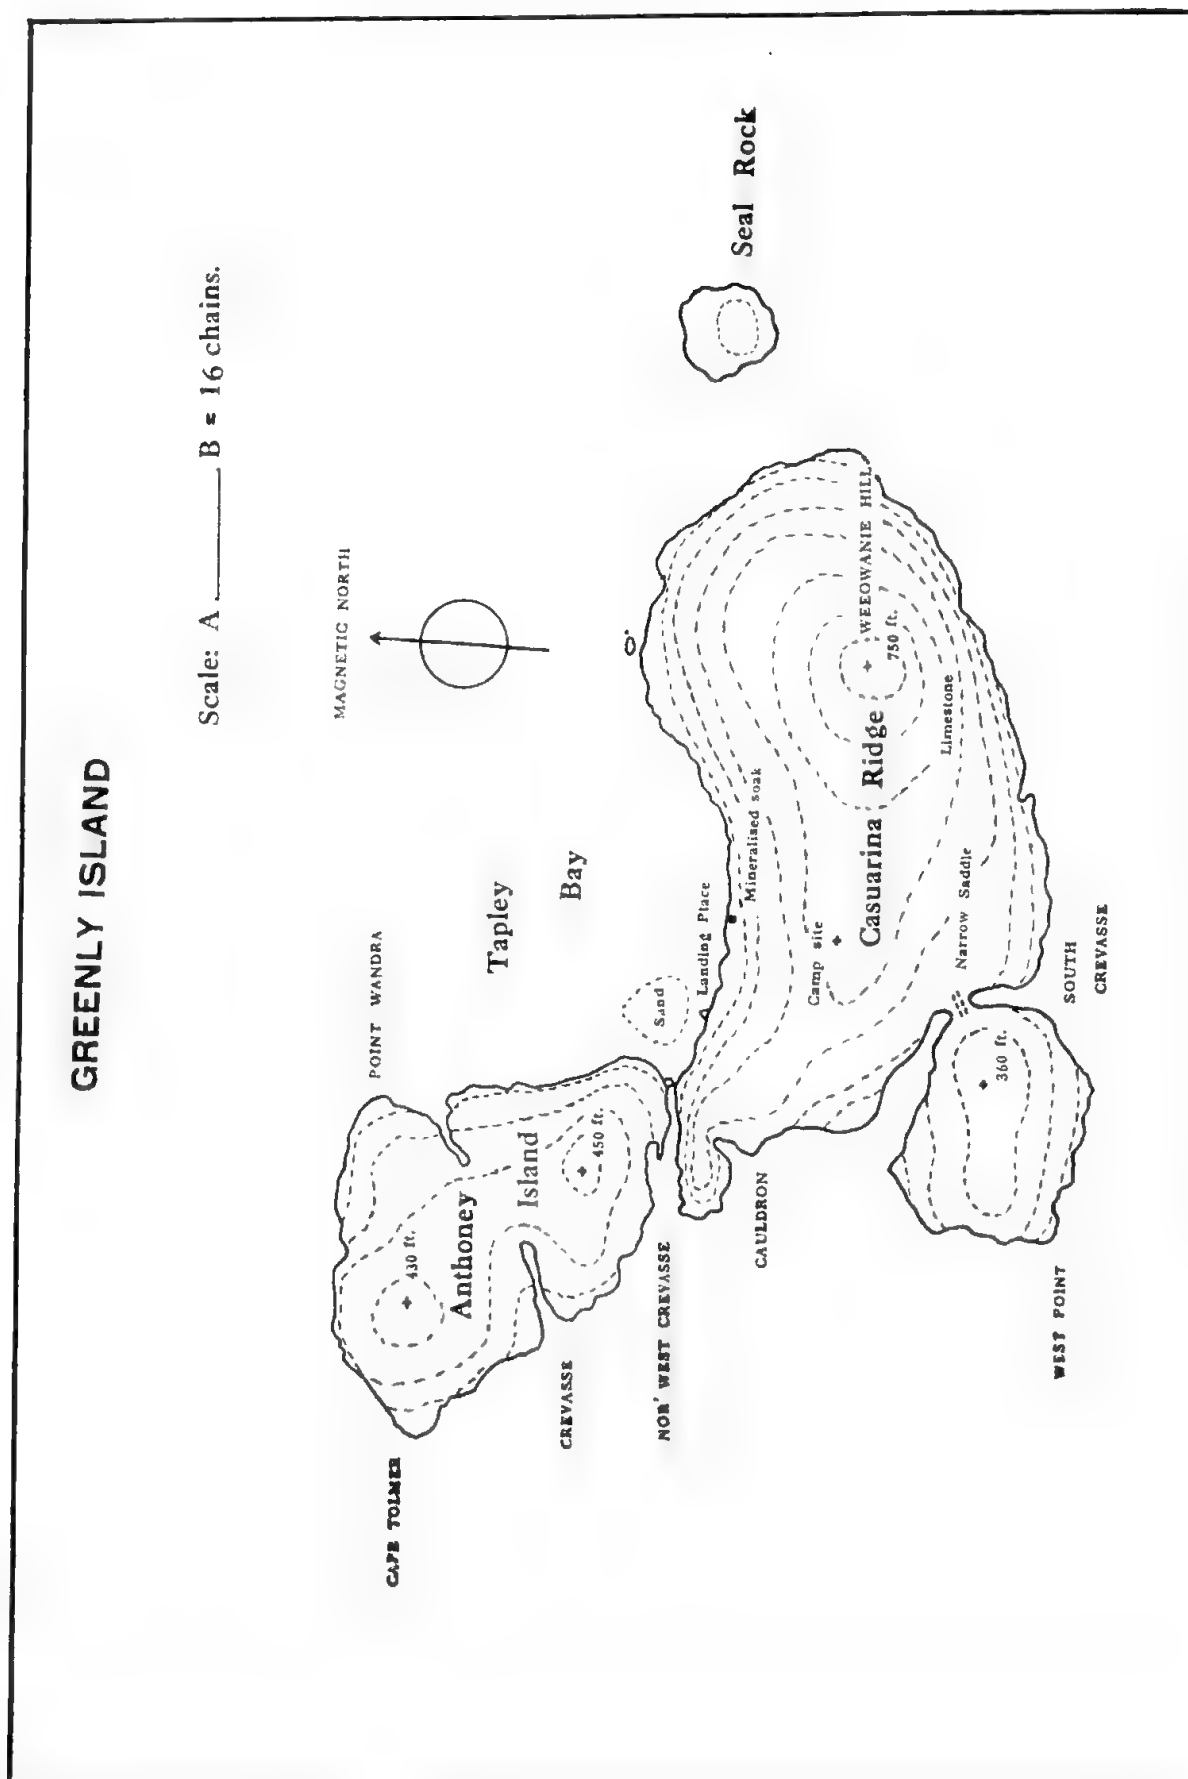 GREENLY ISLAND
Scale: A B = 16 chains.
MAGNETIC NORTH
POINT WANDRA
Tapley
Bay
Seal Rock
CAPE TOLMER
430 ft.
Anthoney
Island
450 ft.
CREVASSE
NOR' WEST CREVASSE
Sand
Landing Place
Mineralised soak
Camp site
Casuarina Ridge
WEEOWANIE HILL
750 ft.
Limestone
Narrow Saddle
CAULDRON
360 ft.
SOUTH
CREVASSE
WEST POINT